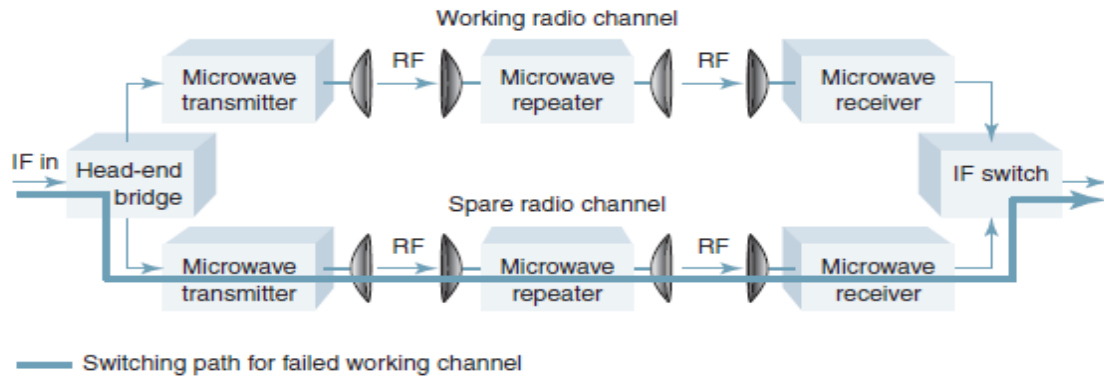 Working radio channel
Microwave
transmitter
RF
Microwave
repeater
RF
Microwave
receiver
IF in
Head-end
bridge
IF switch
Spare radio channel
Microwave
transmitter
RF
Microwave
repeater
RF
Microwave
receiver
Switching path for failed working channel